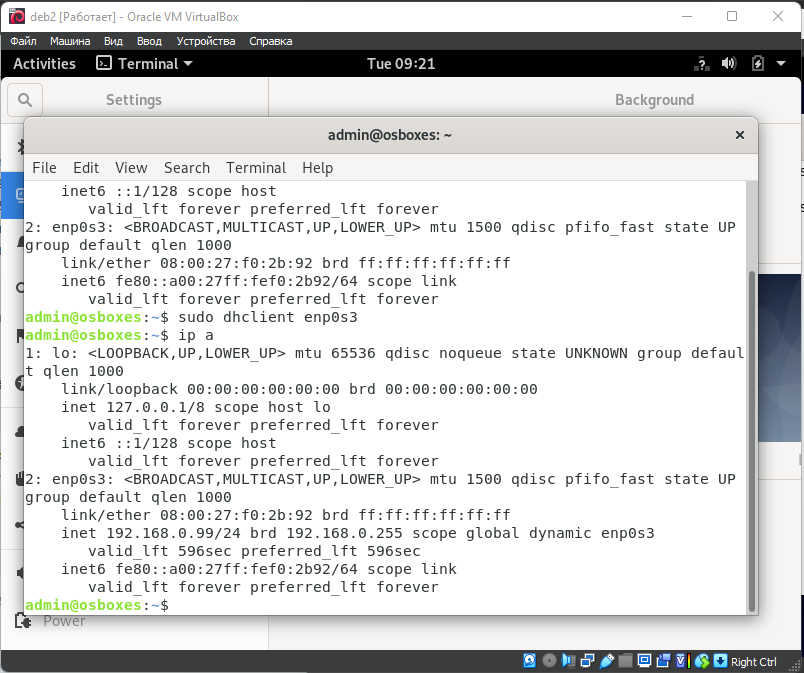 deb2 [Работает] - Oracle VM VirtualBox
Файл Машина Вид Ввод Устройства Справка
Activities Terminal Tue 09:21
Settings Background
admin@osboxes: ~
File Edit View Search Terminal Help
inet6 ::1/128 scope host
valid_lft forever preferred_lft forever
2: enp0s3: <BROADCAST,MULTICAST,UP,LOWER_UP> mtu 1500 qdisc pfifo_fast state UP
group default qlen 1000
link/ether 08:00:27:f0:2b:92 brd ff:ff:ff:ff:ff:ff
inet6 fe80::a00:27ff:fef0:2b92/64 scope link
valid_lft forever preferred_lft forever
admin@osboxes:~$ sudo dhclient enp0s3
admin@osboxes:~$ ip a
1: lo: <LOOPBACK,UP,LOWER_UP> mtu 65536 qdisc noqueue state UNKNOWN group defaul
t qlen 1000
link/loopback 00:00:00:00:00:00 brd 00:00:00:00:00:00
inet 127.0.0.1/8 scope host lo
valid_lft forever preferred_lft forever
inet6 ::1/128 scope host
valid_lft forever preferred_lft forever
2: enp0s3: <BROADCAST,MULTICAST,UP,LOWER_UP> mtu 1500 qdisc pfifo_fast state UP
group default qlen 1000
link/ether 08:00:27:f0:2b:92 brd ff:ff:ff:ff:ff:ff
inet 192.168.0.99/24 brd 192.168.0.255 scope global dynamic enp0s3
valid_lft 596sec preferred_lft 596sec
inet6 fe80::a00:27ff:fef0:2b92/64 scope link
valid_lft forever preferred_lft forever
admin@osboxes:~$
Power
Right Ctrl